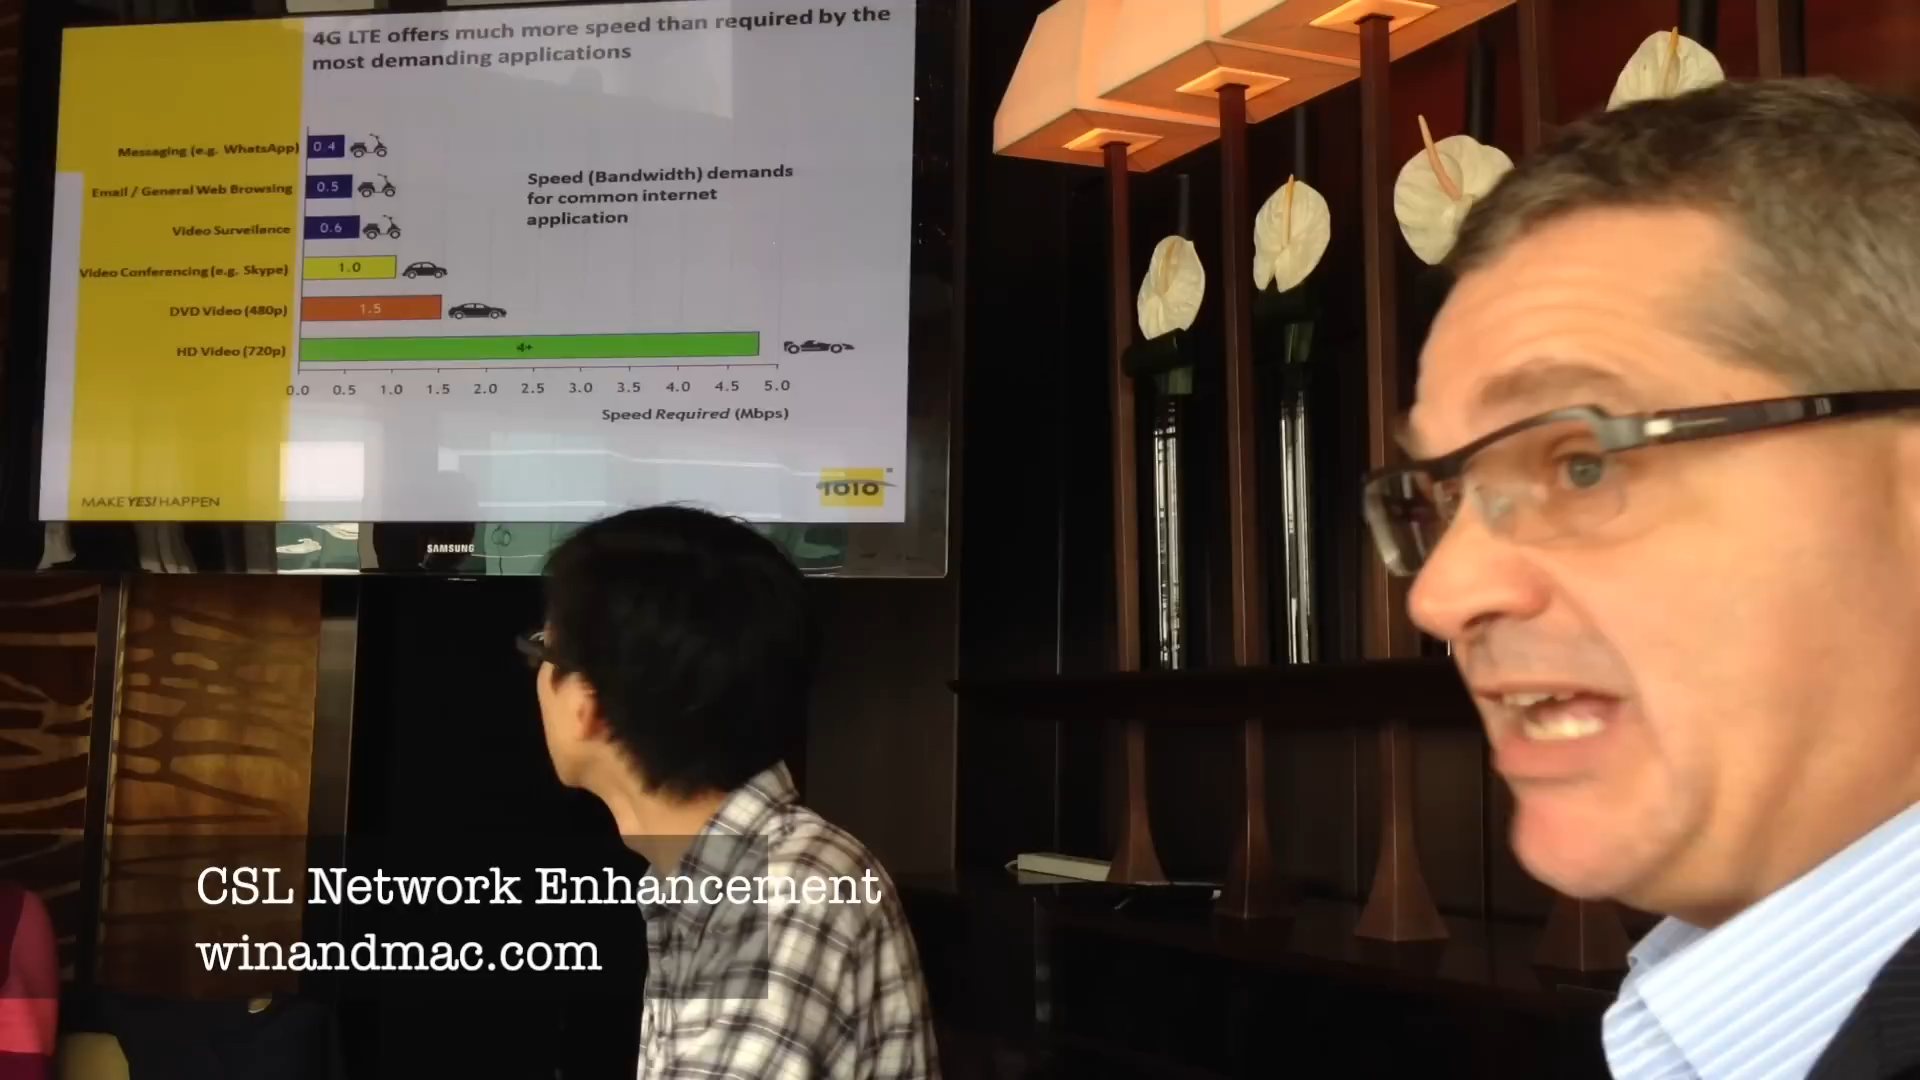 4G LTE offers much more speed than required by the
most demanding applications
Messaging (e.g. WhatsApp)
0 4
Email / General Web Browsing
0.5
Video Surveilance
0.6
Video Conferencing (e.g. Skype)
1.0
DVD Video (480p)
1.5
HD Video (720p)
4+
Speed (Bandwidth) demands
for common internet
application
0.0 0.5 1.0 1.5 2.0 2.5 3.0 3.5 4.0 4.5 5.0
Speed Required (Mbps)
MAKE YES! HAPPEN
1O1O
SAMSUNG
CSL Network Enhancement
winandmac.com